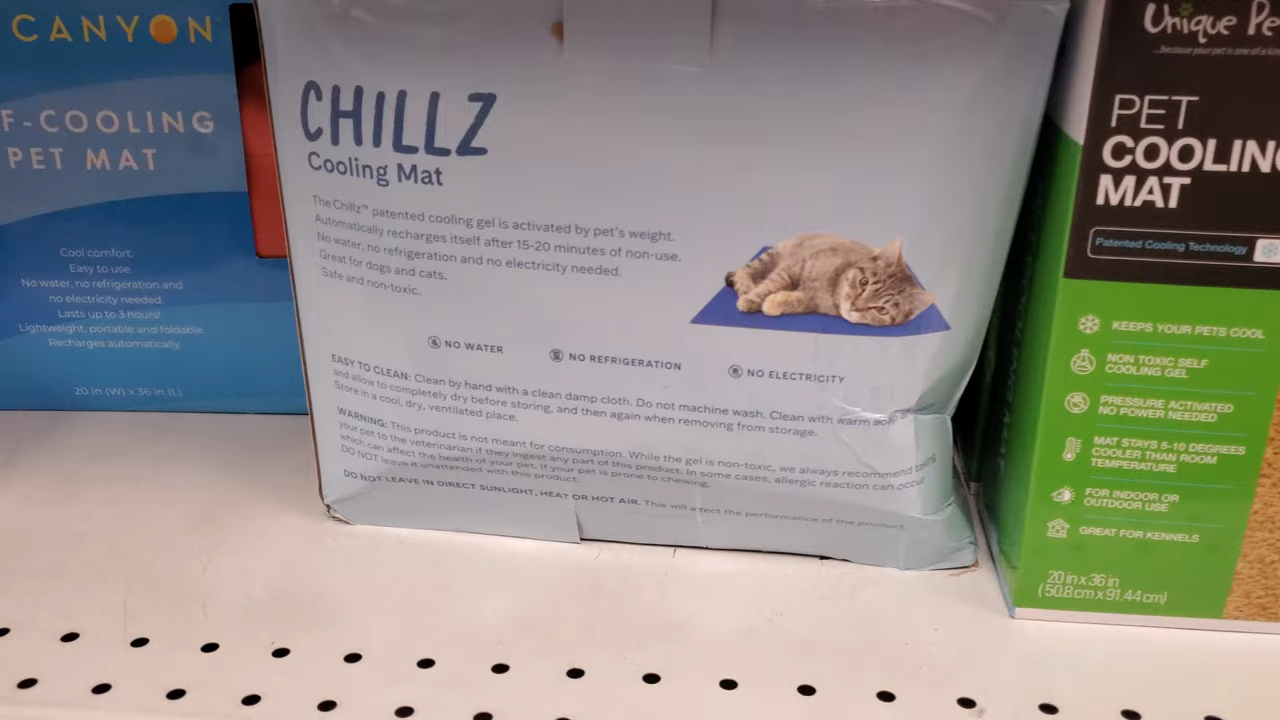 CANYON
F-COOLING
PET MAT
Cool comfort.
Easy to use.
No water, no refrigeration and
no electricity needed.
Lasts up to 3 hours!
Lightweight, portable and foldable.
Recharges automatically.
20 in (W) x 36 in (L)
CHILLZ
Cooling Mat
The Chillz™ patented cooling gel is activated by pet's weight.
Automatically recharges itself after 15-20 minutes of non-use.
No water, no refrigeration and no electricity needed.
Great for dogs and cats.
Safe and non-toxic.
NO WATER
NO REFRIGERATION
NO ELECTRICITY
EASY TO CLEAN: Clean by hand with a clean damp cloth. Do not machine wash. Clean with warm soap
and allow to completely dry before storing, and then again when removing from storage.
Store in a cool, dry, ventilated place.
WARNING: This product is not meant for consumption. While the gel is non-toxic, we always recommend taking
your pet to the veterinarian if they ingest any part of this product. In some cases, allergic reaction can occur
which can affect the health of your pet. If your pet is prone to chewing,
DO NOT leave it unattended with this product.
DO NOT LEAVE IN DIRECT SUNLIGHT, HEAT OR HOT AIR. This will affect the performance of the product.
Unique Pe
...because your pet is one of a kin
PET
COOLING
MAT
Patented Cooling Technology
KEEPS YOUR PETS COOL
NON TOXIC SELF
COOLING GEL
PRESSURE ACTIVATED
NO POWER NEEDED
MAT STAYS 5-10 DEGREES
COOLER THAN ROOM
TEMPERATURE
FOR INDOOR OR
OUTDOOR USE
GREAT FOR KENNELS
20 in x 36 in
(50.8 cm x 91.44 cm)